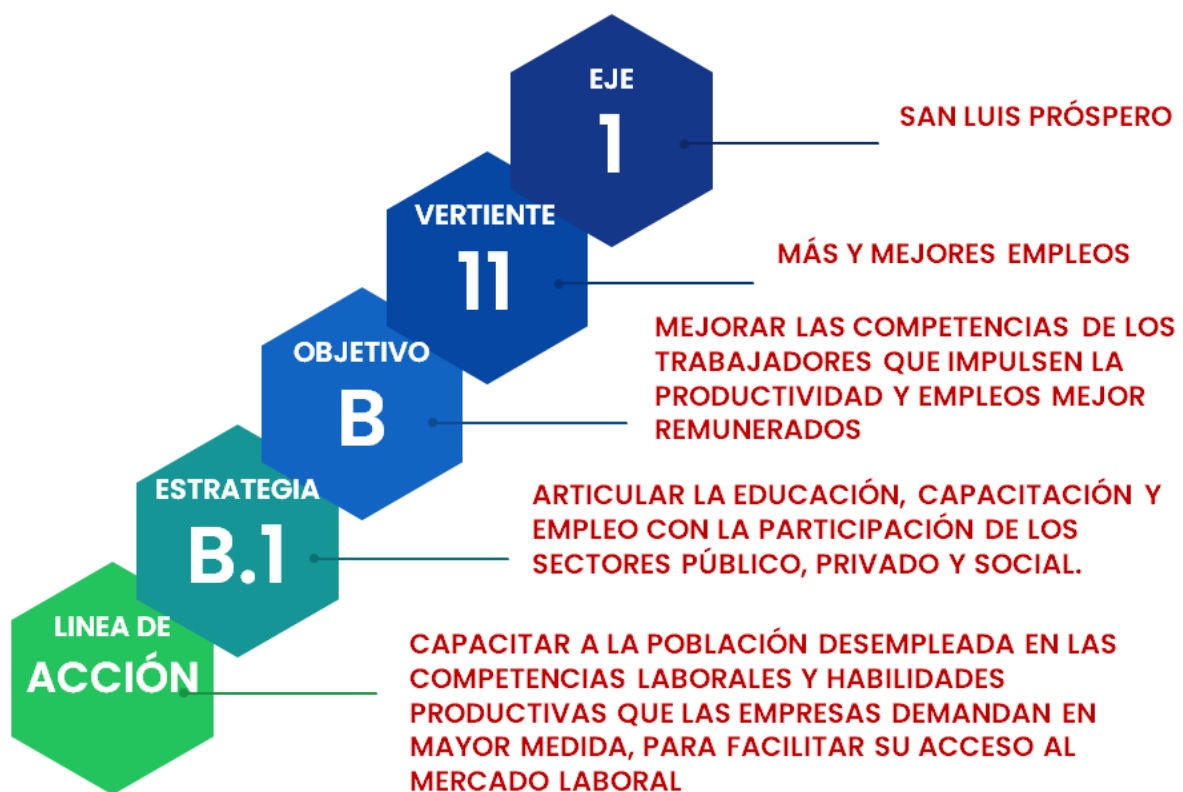 EJE
1
SAN LUIS PRÓSPERO
VERTIENTE
11
MÁS Y MEJORES EMPLEOS
OBJETIVO
B
MEJORAR LAS COMPETENCIAS DE LOS
TRABAJADORES QUE IMPULSEN LA
PRODUCTIVIDAD Y EMPLEOS MEJOR
REMUNERADOS
ESTRATEGIA
B.1
ARTICULAR LA EDUCACIÓN, CAPACITACIÓN Y
EMPLEO CON LA PARTICIPACIÓN DE LOS
SECTORES PÚBLICO, PRIVADO Y SOCIAL.
LINEA DE
ACCIÓN
CAPACITAR A LA POBLACIÓN DESEMPLEADA EN LAS
COMPETENCIAS LABORALES Y HABILIDADES
PRODUCTIVAS QUE LAS EMPRESAS DEMANDAN EN
MAYOR MEDIDA, PARA FACILITAR SU ACCESO AL
MERCADO LABORAL